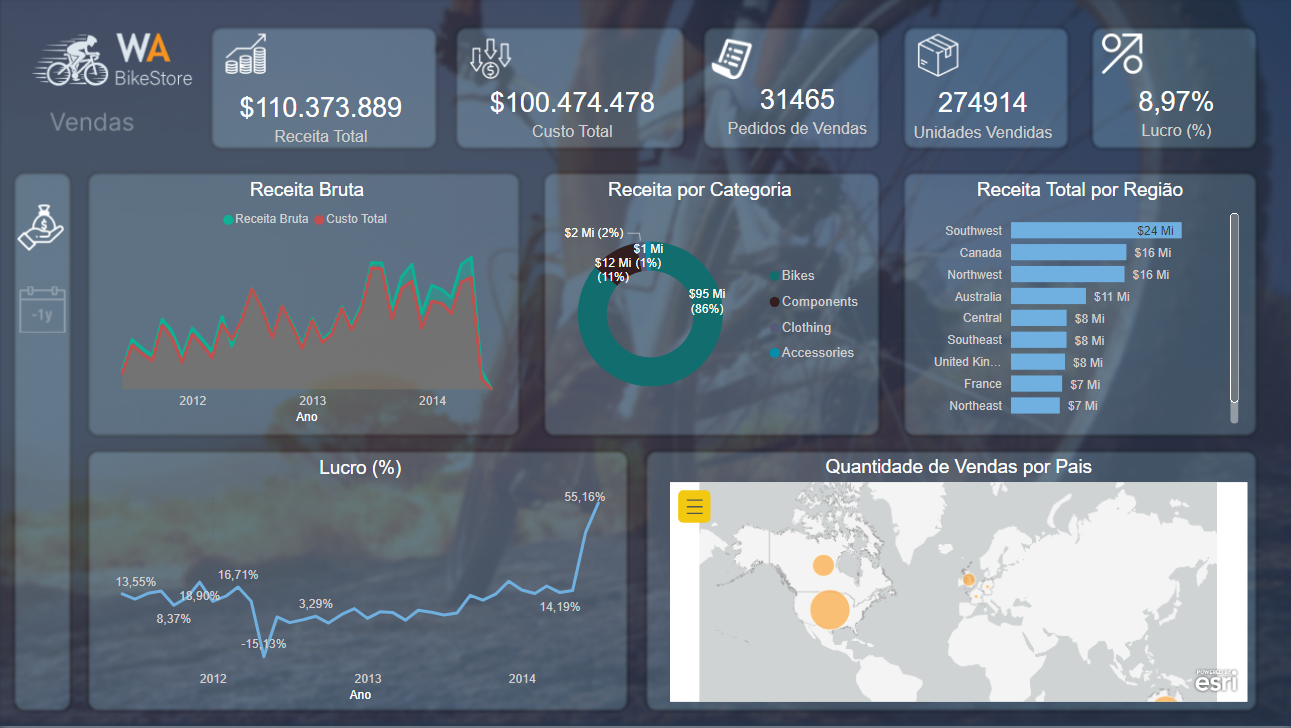 WA
BikeStore
Vendas
$110.373.889
Receita Total
$100.474.478
Custo Total
31465
Pedidos de Vendas
274914
Unidades Vendidas
8,97%
Lucro (%)
-1y
Receita Bruta
Receita Bruta
Custo Total
2012
2013
2014
Ano
Receita por Categoria
$2 Mi (2%)
$1 Mi
(1%)
$12 Mi
(11%)
$95 Mi
(86%)
Bikes
Components
Clothing
Accessories
Receita Total por Região
Southwest
$24 Mi
Canada
$16 Mi
Northwest
$16 Mi
Australia
$11 Mi
Central
$8 Mi
Southeast
$8 Mi
United Kin...
$8 Mi
France
$7 Mi
Northeast
$7 Mi
Lucro (%)
13,55%
8,37%
18,90%
16,71%
-15,13%
3,29%
14,19%
55,16%
2012
2013
2014
Ano
Quantidade de Vendas por Pais
POWERED BY
esri